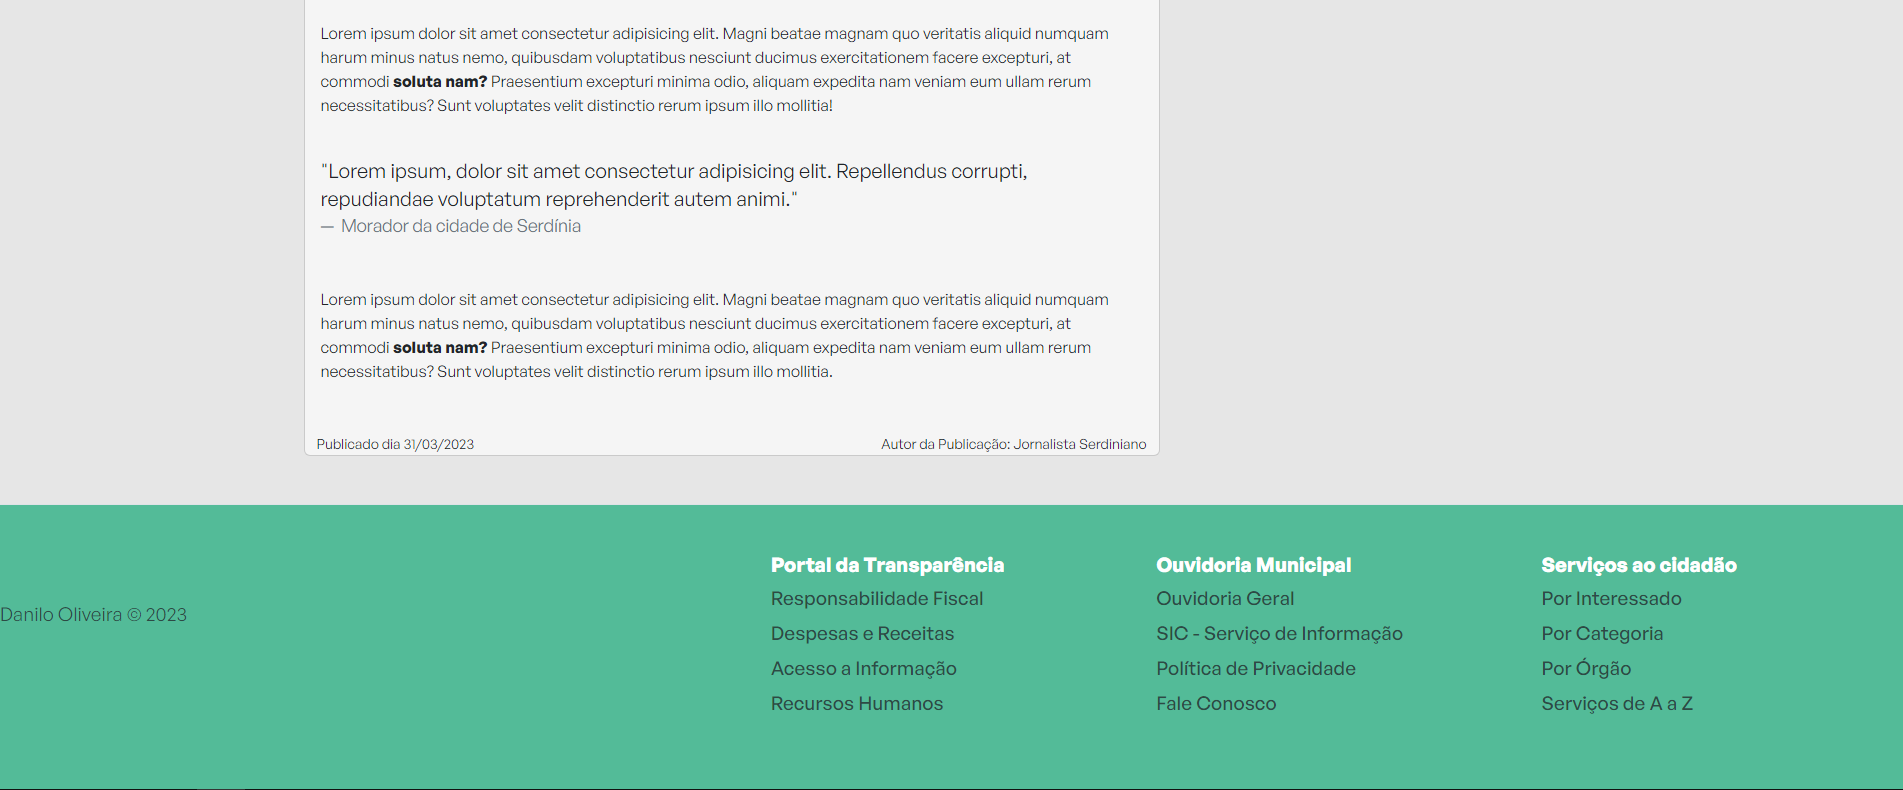 Lorem ipsum dolor sit amet consectetur adipisicing elit. Magni beatae magnam quo veritatis aliquid numquam
harum minus natus nemo, quibusdam voluptatibus nesciunt ducimus exercitationem facere excepturi, at
commodi soluta nam? Praesentium excepturi minima odio, aliquam expedita nam veniam eum ullam rerum
necessitatibus? Sunt voluptates velit distinctio rerum ipsum illo mollitia!
"Lorem ipsum, dolor sit amet consectetur adipisicing elit. Repellendus corrupti,
repudiandae voluptatum reprehenderit autem animi."
— Morador da cidade de Serdínia
Lorem ipsum dolor sit amet consectetur adipisicing elit. Magni beatae magnam quo veritatis aliquid numquam
harum minus natus nemo, quibusdam voluptatibus nesciunt ducimus exercitationem facere excepturi, at
commodi soluta nam? Praesentium excepturi minima odio, aliquam expedita nam veniam eum ullam rerum
necessitatibus? Sunt voluptates velit distinctio rerum ipsum illo mollitia.
Publicado dia 31/03/2023
Autor da Publicação: Jornalista Serdiniano
Danilo Oliveira © 2023
Portal da Transparência
Responsabilidade Fiscal
Despesas e Receitas
Acesso a Informação
Recursos Humanos
Ouvidoria Municipal
Ouvidoria Geral
SIC - Serviço de Informação
Política de Privacidade
Fale Conosco
Serviços ao cidadão
Por Interessado
Por Categoria
Por Órgão
Serviços de A a Z